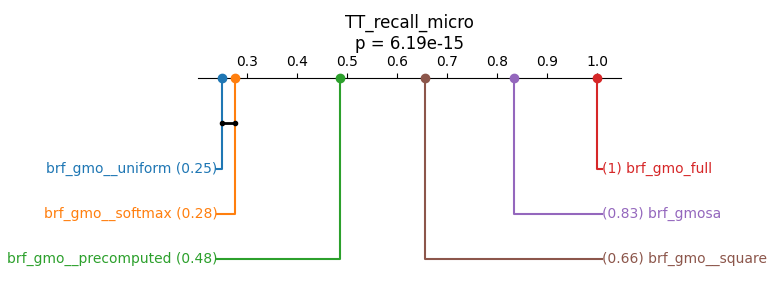 TT_recall_micro
p = 6.19e-15
0.3 0.4 0.5 0.6 0.7 0.8 0.9 1.0
brf_gmo__uniform (0.25)
(1) brf_gmo_full
brf_gmo__softmax (0.28)
(0.83) brf_gmosa
brf_gmo__precomputed (0.48)
(0.66) brf_gmo__square